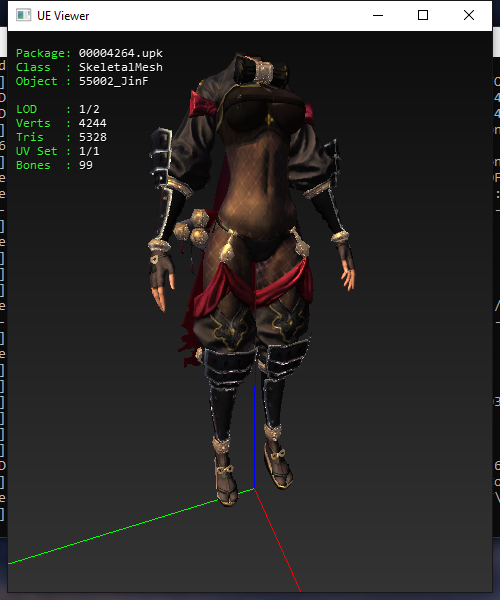 UE Viewer
Package: 00004264.upk
Class : SkeletalMesh
Object : 55002_JinF
LOD : 1/2
Verts : 4244
Tris : 5328
UV Set : 1/1
Bones : 99